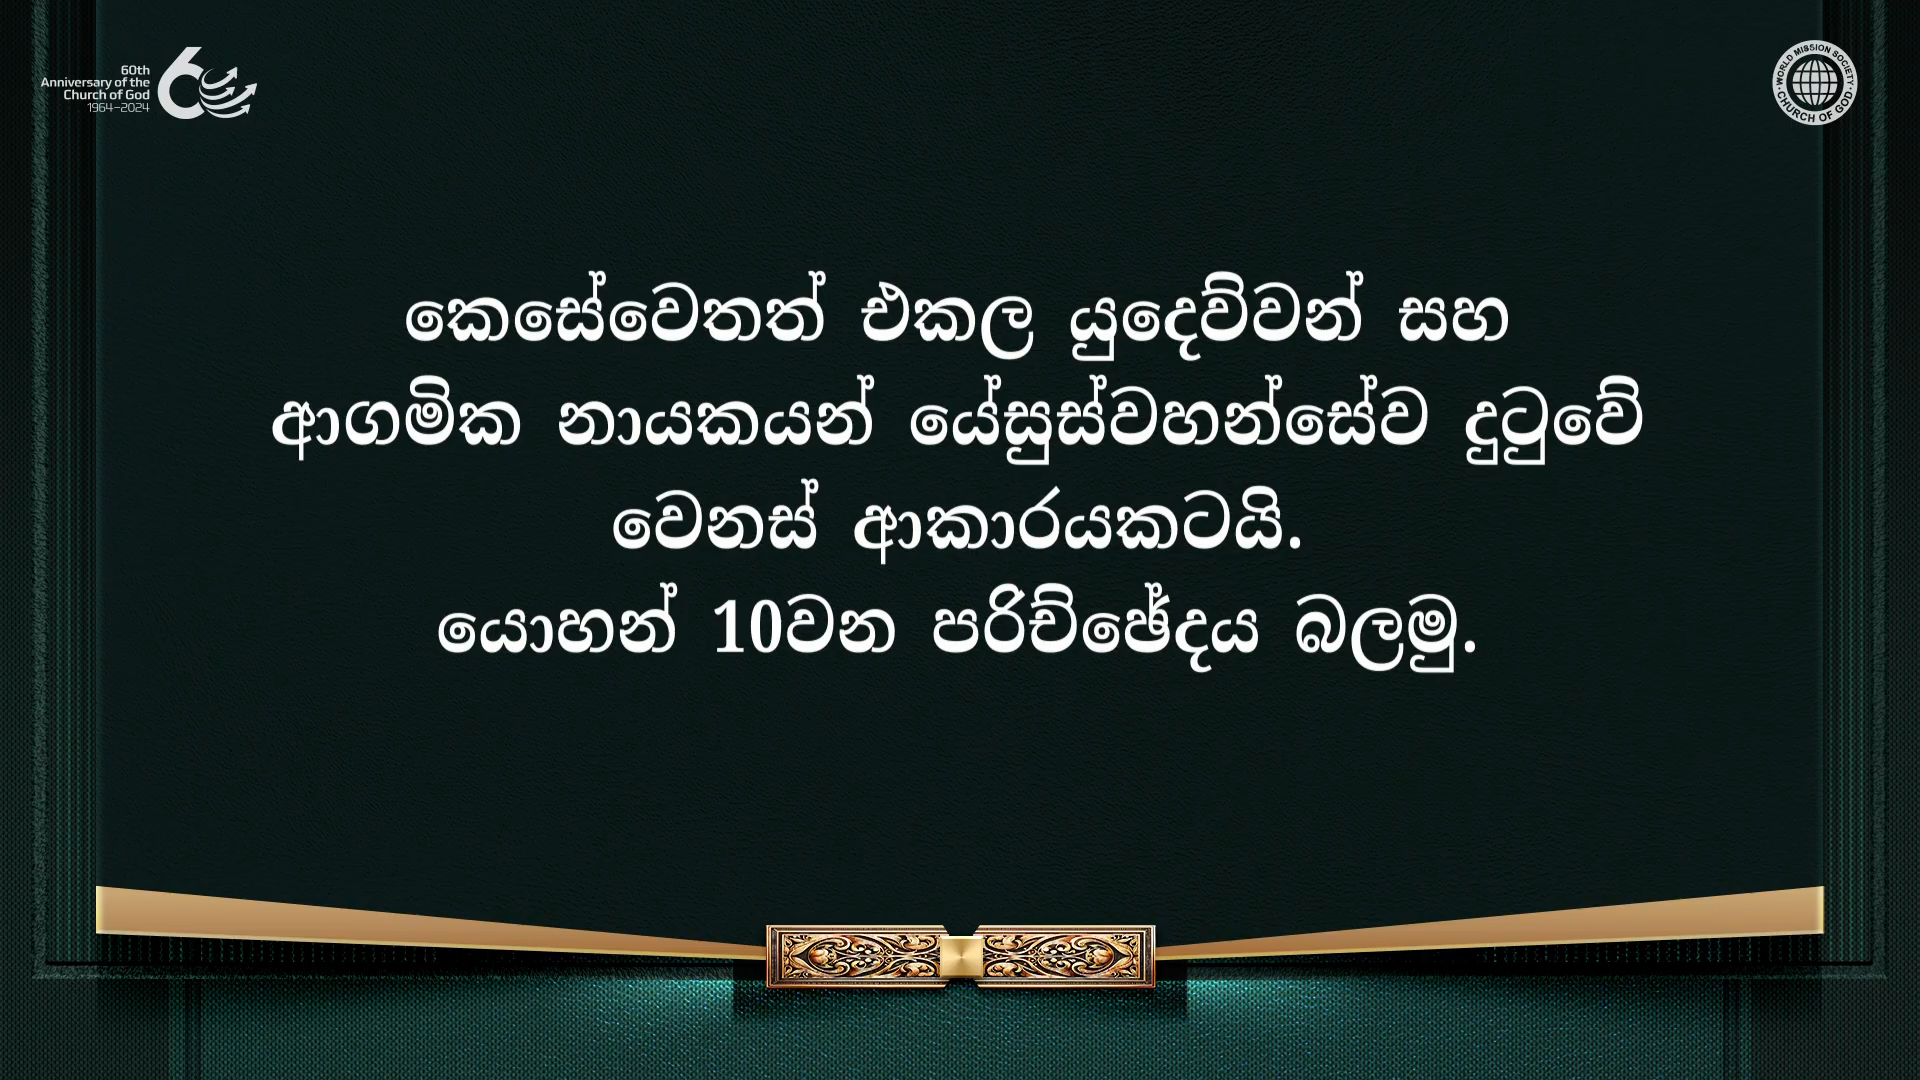 60th
Anniversary of the
Church of God
1964–2024
WORLD MISSION SOCIETY
CHURCH OF GOD
කෙසේවෙතත් එකල යුදෙව්වන් සහ
ආගමික නායකයන් යේසුස්වහන්සේව දුටුවේ
වෙනස් ආකාරයකටයි.
යොහන් 10වන පරිච්ඡේදය බලමු.